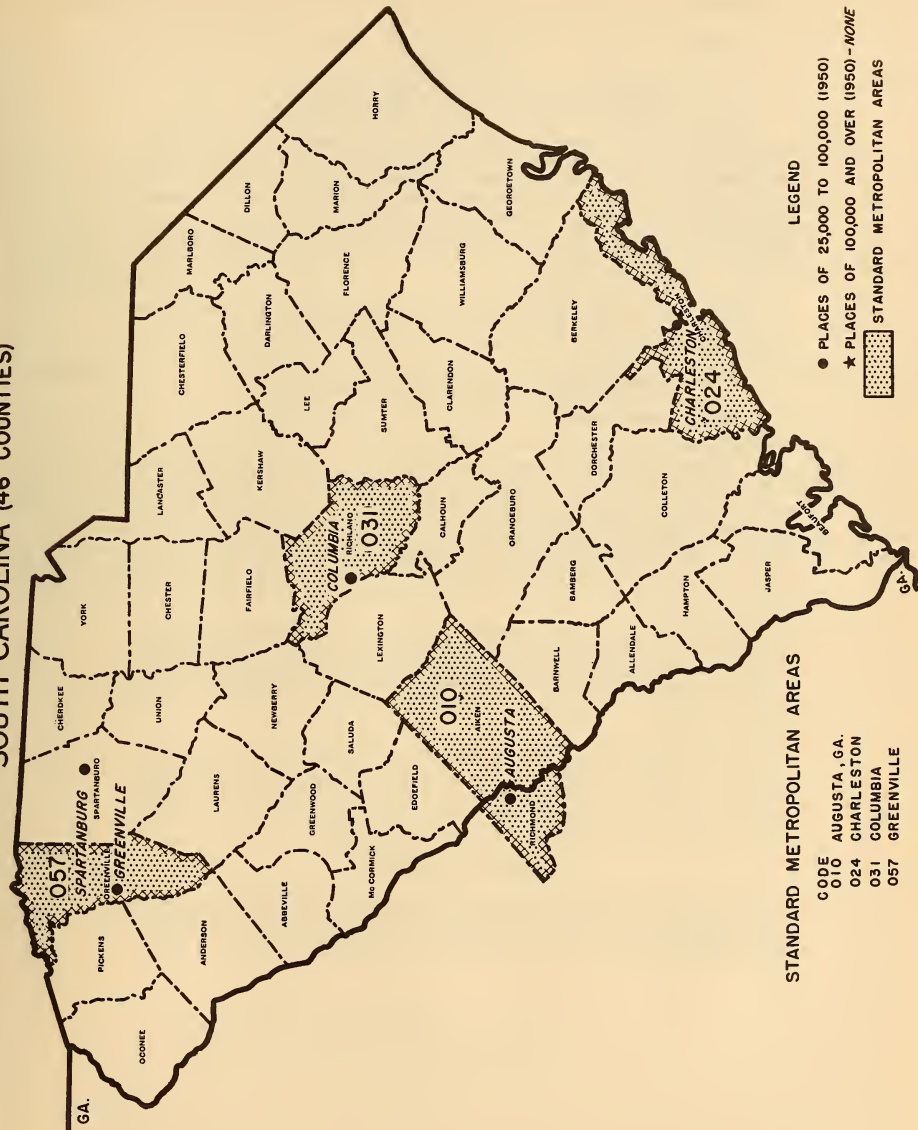 SOUTH CAROLINA (46 COUNTIES)
GA.
OCONEE
PICKENS
057
SPARTANBURG
GREENVILLE
GREENVILLE
SPARTANBURG
CHEROKEE
YORK
ANDERSON
LAURENS
UNION
CHESTER
LANCASTER
CHESTERFIELD
MARLBORO
DILLON
ABBEVILLE
GREENWOOD
NEWBERRY
FAIRFIELD
KERSHAW
DARLINGTON
MARION
HORRY
McCORMICK
SALUDA
EDGEFIELD
LEXINGTON
COLUMBIA
RICHLAND
031
LEE
SUMTER
FLORENCE
010
AIKEN
AUGUSTA
RICHMOND
CALHOUN
CLARENDON
WILLIAMSBURG
GEORGETOWN
BARNWELL
BAMBERG
ORANGEBURG
DORCHESTER
BERKELEY
ALLENDALE
HAMPTON
COLLETON
CHARLESTON
CHARLESTON
024
JASPER
BEAUFORT
GA.
STANDARD METROPOLITAN AREAS
CODE
010 AUGUSTA, GA.
024 CHARLESTON
031 COLUMBIA
057 GREENVILLE
LEGEND
● PLACES OF 25,000 TO 100,000 (1950)
★ PLACES OF 100,000 AND OVER (1950) - NONE
STANDARD METROPOLITAN AREAS